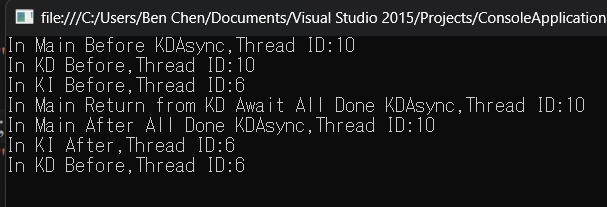 file:///C:/Users/Ben Chen/Documents/Visual Studio 2015/Projects/ConsoleApplication
In Main Before KDAsync,Thread ID:10
In KD Before,Thread ID:10
In KI Before,Thread ID:6
In Main Return from KD Await All Done KDAsync,Thread ID:10
In Main After All Done KDAsync,Thread ID:10
In KI After,Thread ID:6
In KD Before,Thread ID:6